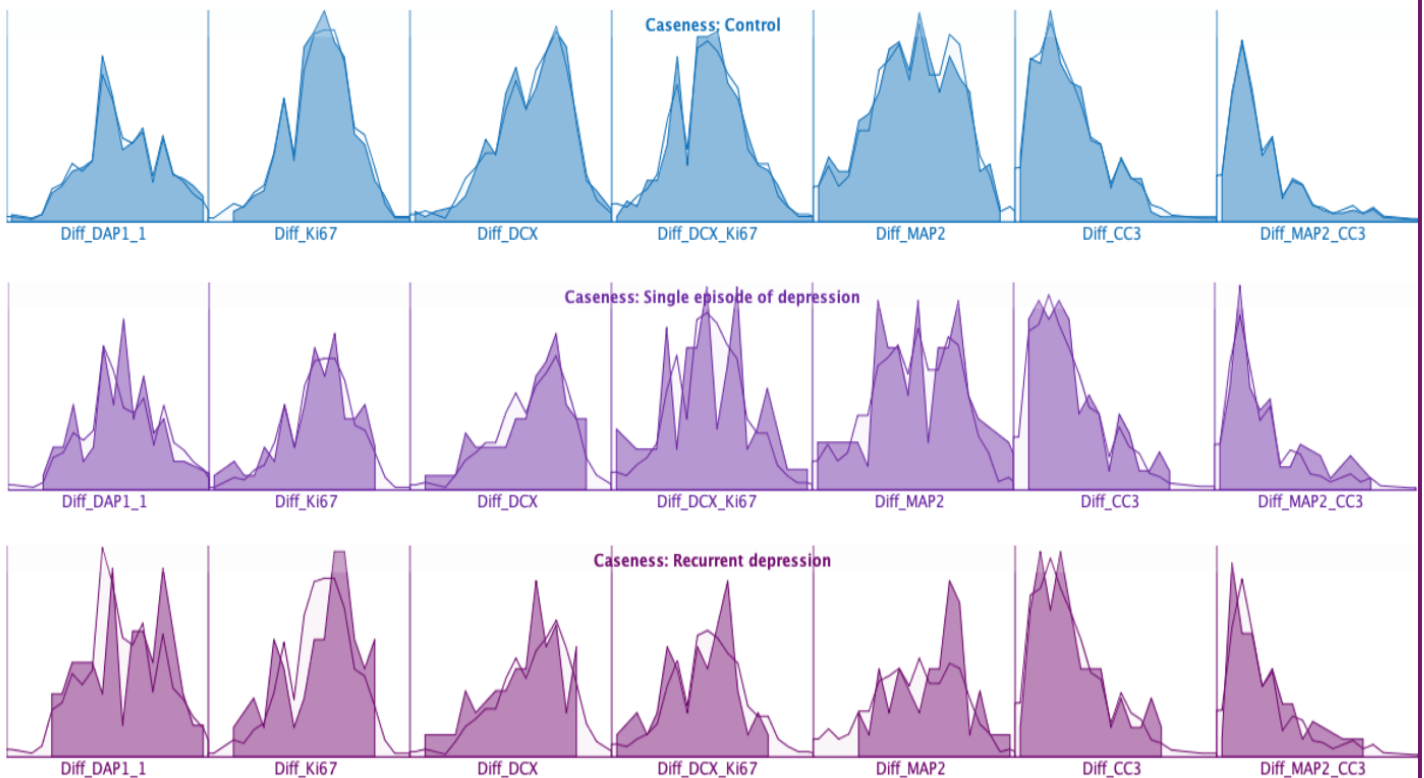 Caseness: Control
Diff_DAP1_1 Diff_Ki67 Diff_DCX Diff_DCX_Ki67 Diff_MAP2 Diff_CC3 Diff_MAP2_CC3
Caseness: Single episode of depression
Diff_DAP1_1 Diff_Ki67 Diff_DCX Diff_DCX_Ki67 Diff_MAP2 Diff_CC3 Diff_MAP2_CC3
Caseness: Recurrent depression
Diff_DAP1_1 Diff_Ki67 Diff_DCX Diff_DCX_Ki67 Diff_MAP2 Diff_CC3 Diff_MAP2_CC3